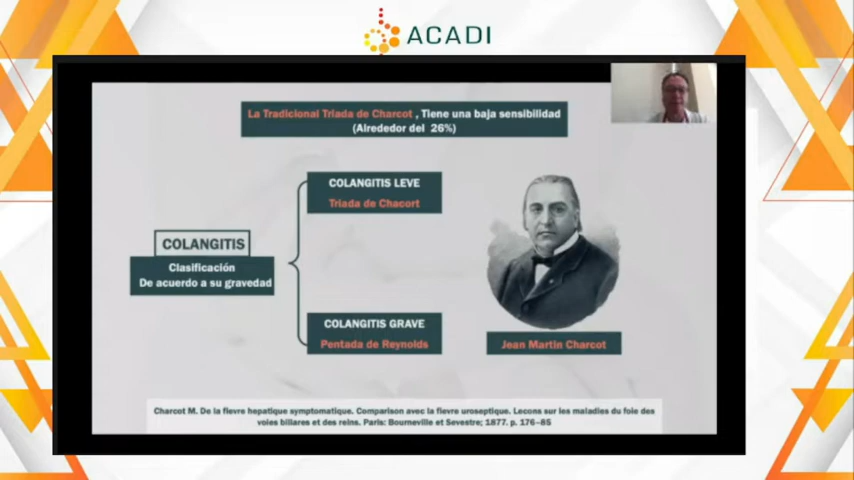 ACADI
La Tradicional Triada de Charcot , Tiene una baja sensibilidad
(Alrededor del 26%)
COLANGITIS LEVE
Triada de Chacort
COLANGITIS
Clasificación
De acuerdo a su gravedad
COLANGITIS GRAVE
Pentada de Reynolds
Jean Martin Charcot
Charcot M. De la fievre hepatique symptomatique. Comparison avec la fievre uroseptique. Lecons sur les maladies du foie des
voies biliares et des reins. Paris: Bourneville et Sevestre; 1877. p. 176–85